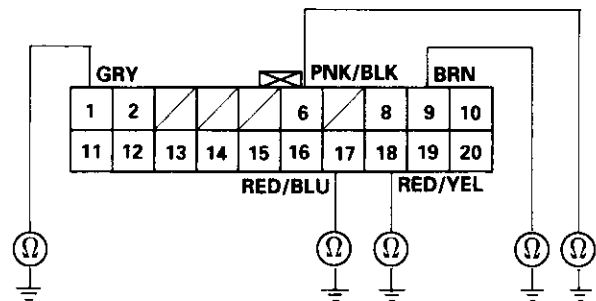 GRY PNK/BLK BRN
1 2 6 8 9 10
11 12 13 14 15 16 17 18 19 20
RED/BLU RED/YEL
Ω Ω Ω Ω Ω